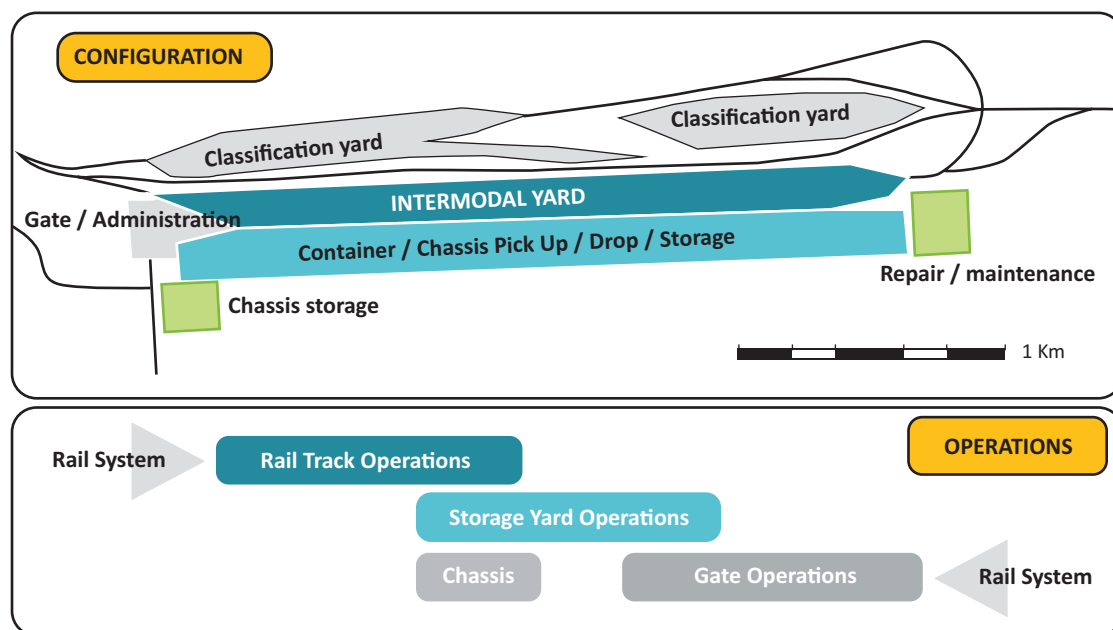 CONFIGURATION
Classification yard
Classification yard
INTERMODAL YARD
Gate / Administration
Container / Chassis Pick Up / Drop / Storage
Repair / maintenance
Chassis storage
1 Km
OPERATIONS
Rail System
Rail Track Operations
Storage Yard Operations
Chassis
Gate Operations
Rail System